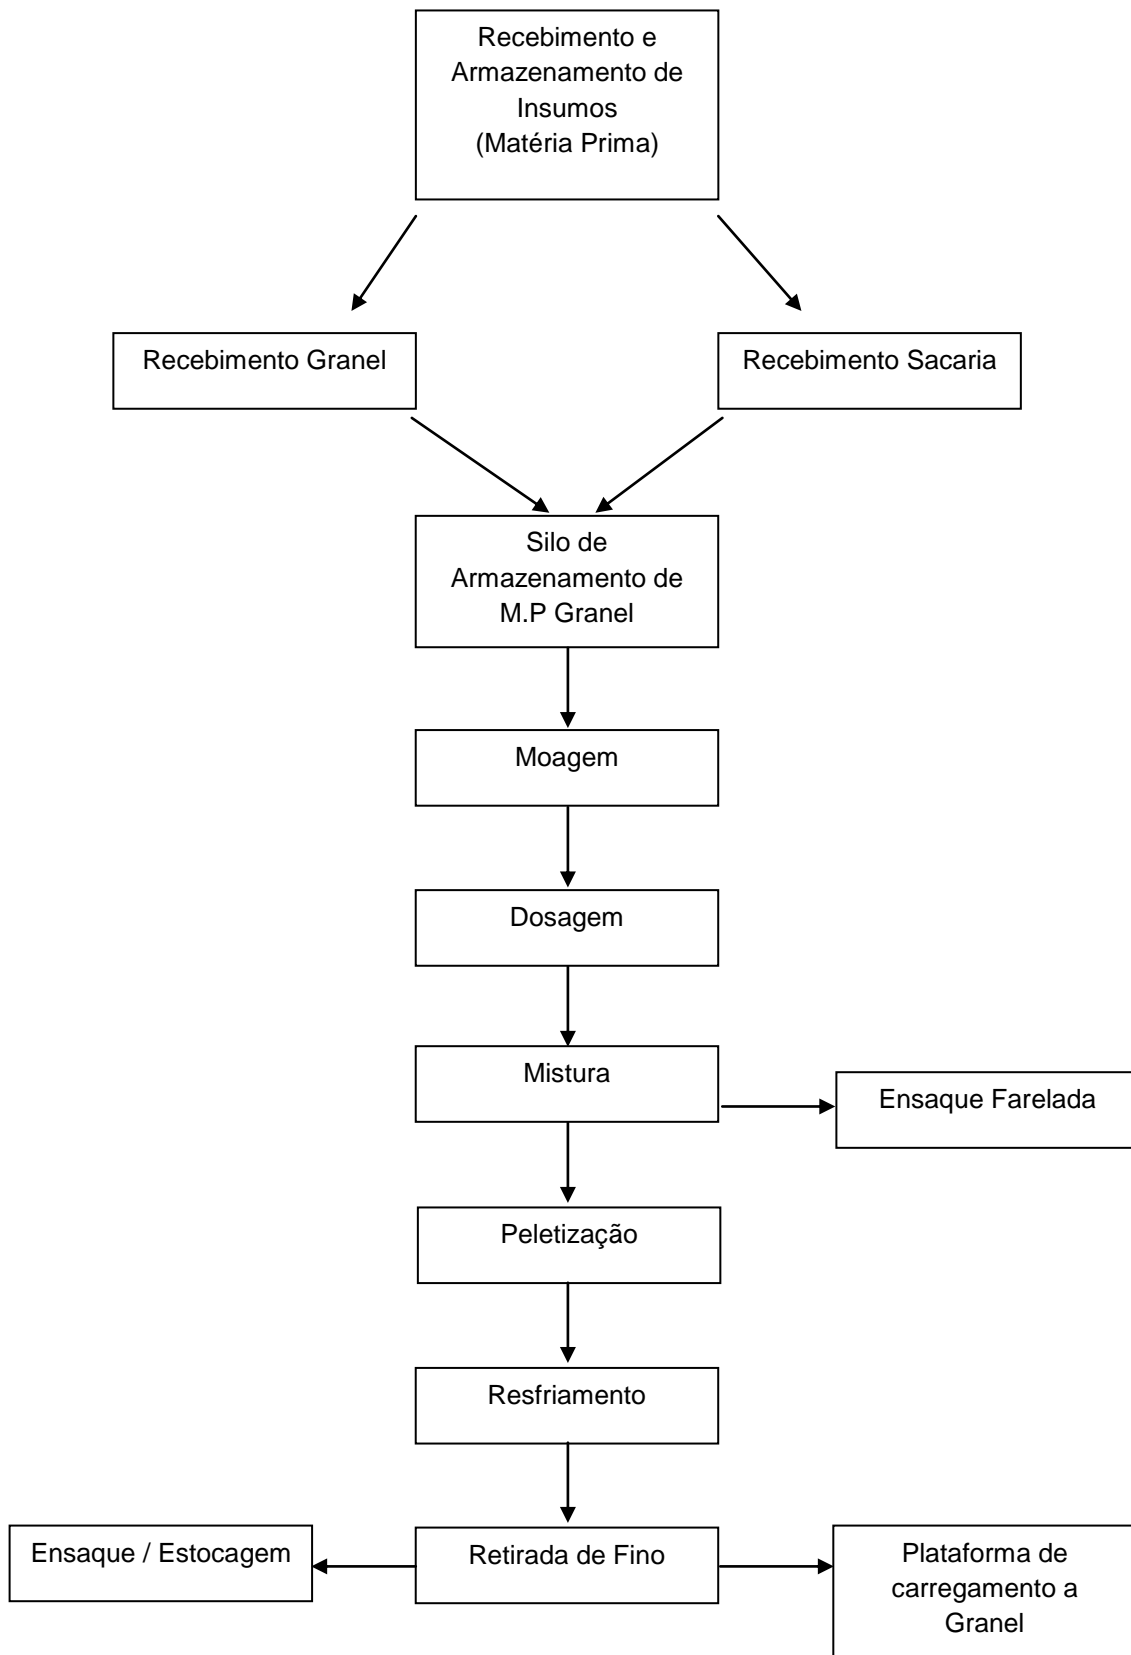 Recebimento e
Armazenamento de
Insumos
(Matéria Prima)
Recebimento Granel
Recebimento Sacaria
Silo de
Armazenamento de
M.P Granel
Moagem
Dosagem
Mistura
Ensaque Farelada
Peletização
Resfriamento
Ensaque / Estocagem
Retirada de Fino
Plataforma de
carregamento a
Granel